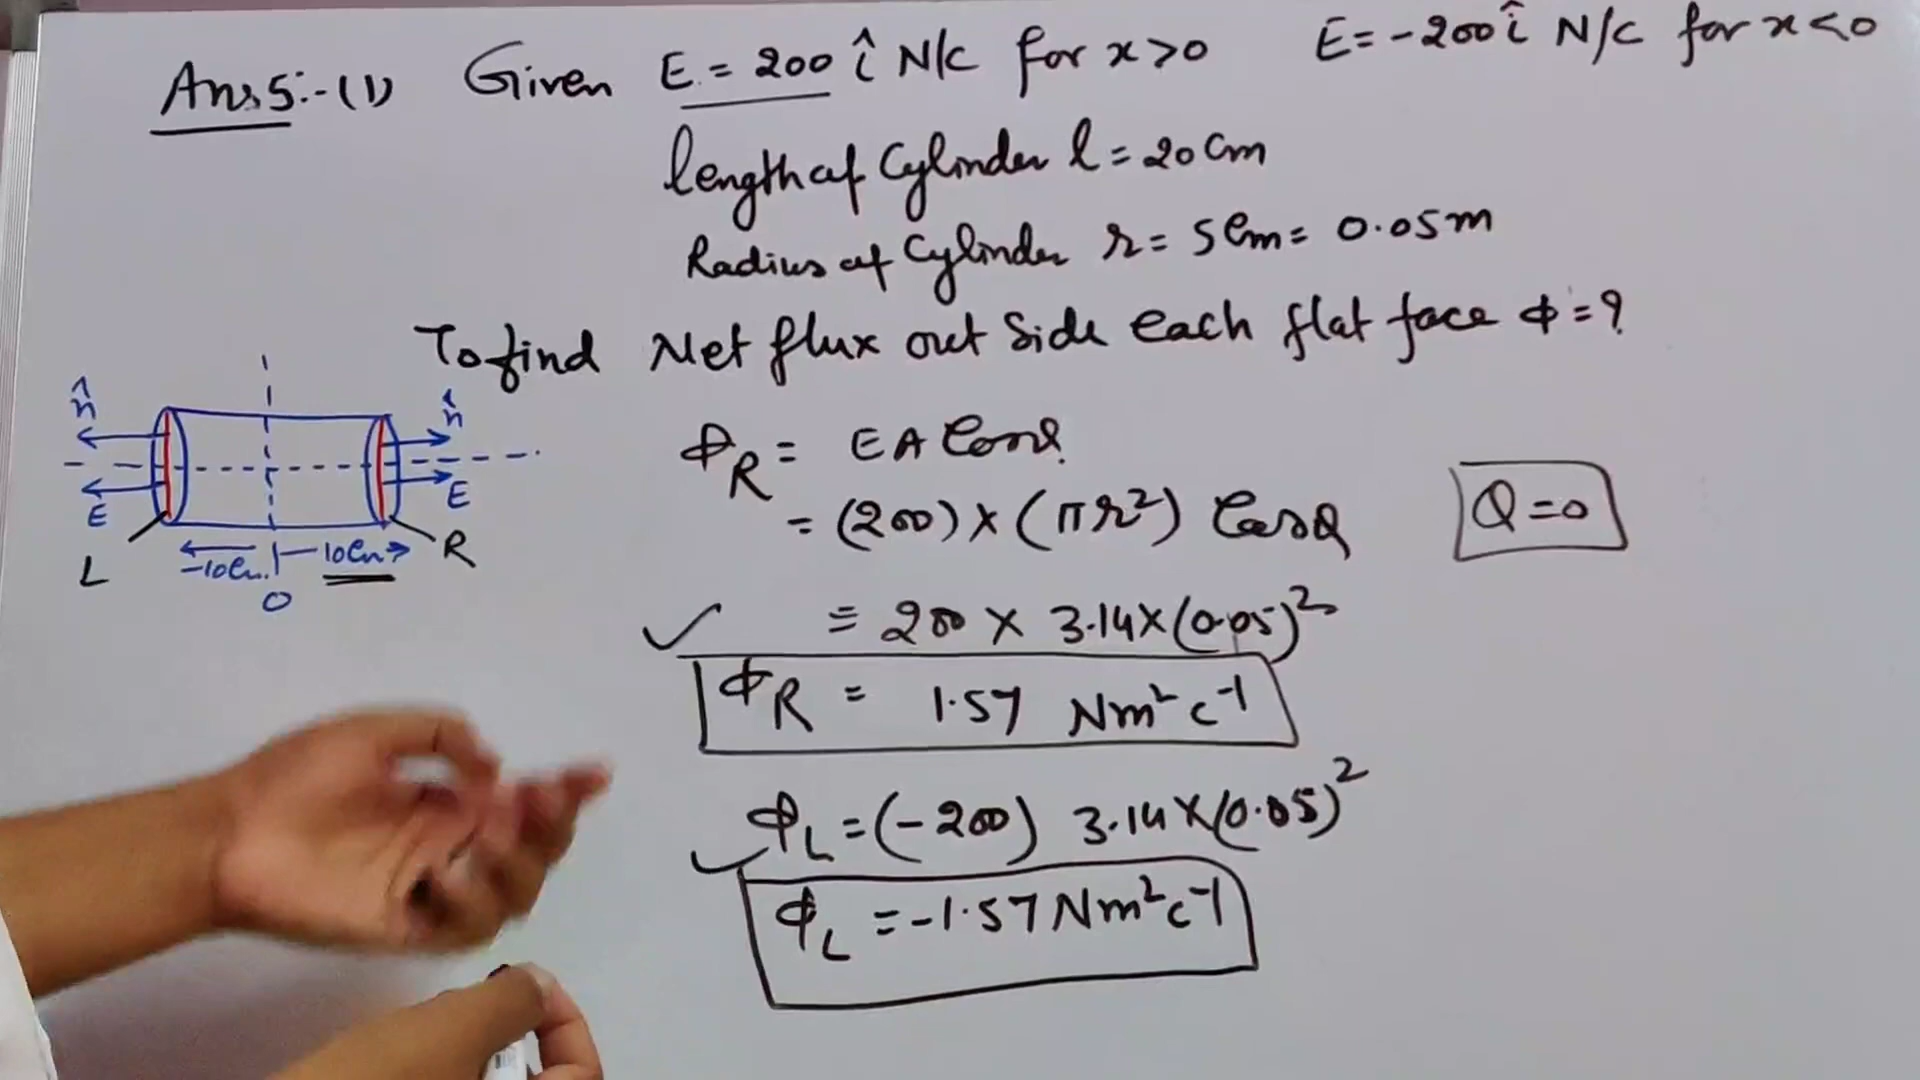 Ans 5:-(1) Given E = 200 î N/C for x>0 E=-200 î N/C for x<0
length of Cylinder l = 20 Cm
Radius of Cylinder r = 5 Cm = 0.05m
To find Net flux out Side each flat face ϕ = ?
n̂ n̂
E E
L R
-10Cm 10Cm
O
ϕR = EA Cosθ
= (200) × (πr²) Cosθ
θ = 0
= 200 × 3.14×(0.05)²
ϕR = 1.57 Nm²C⁻¹
ϕL = (-200) 3.14×(0.05)²
ϕL = -1.57 Nm²C⁻¹